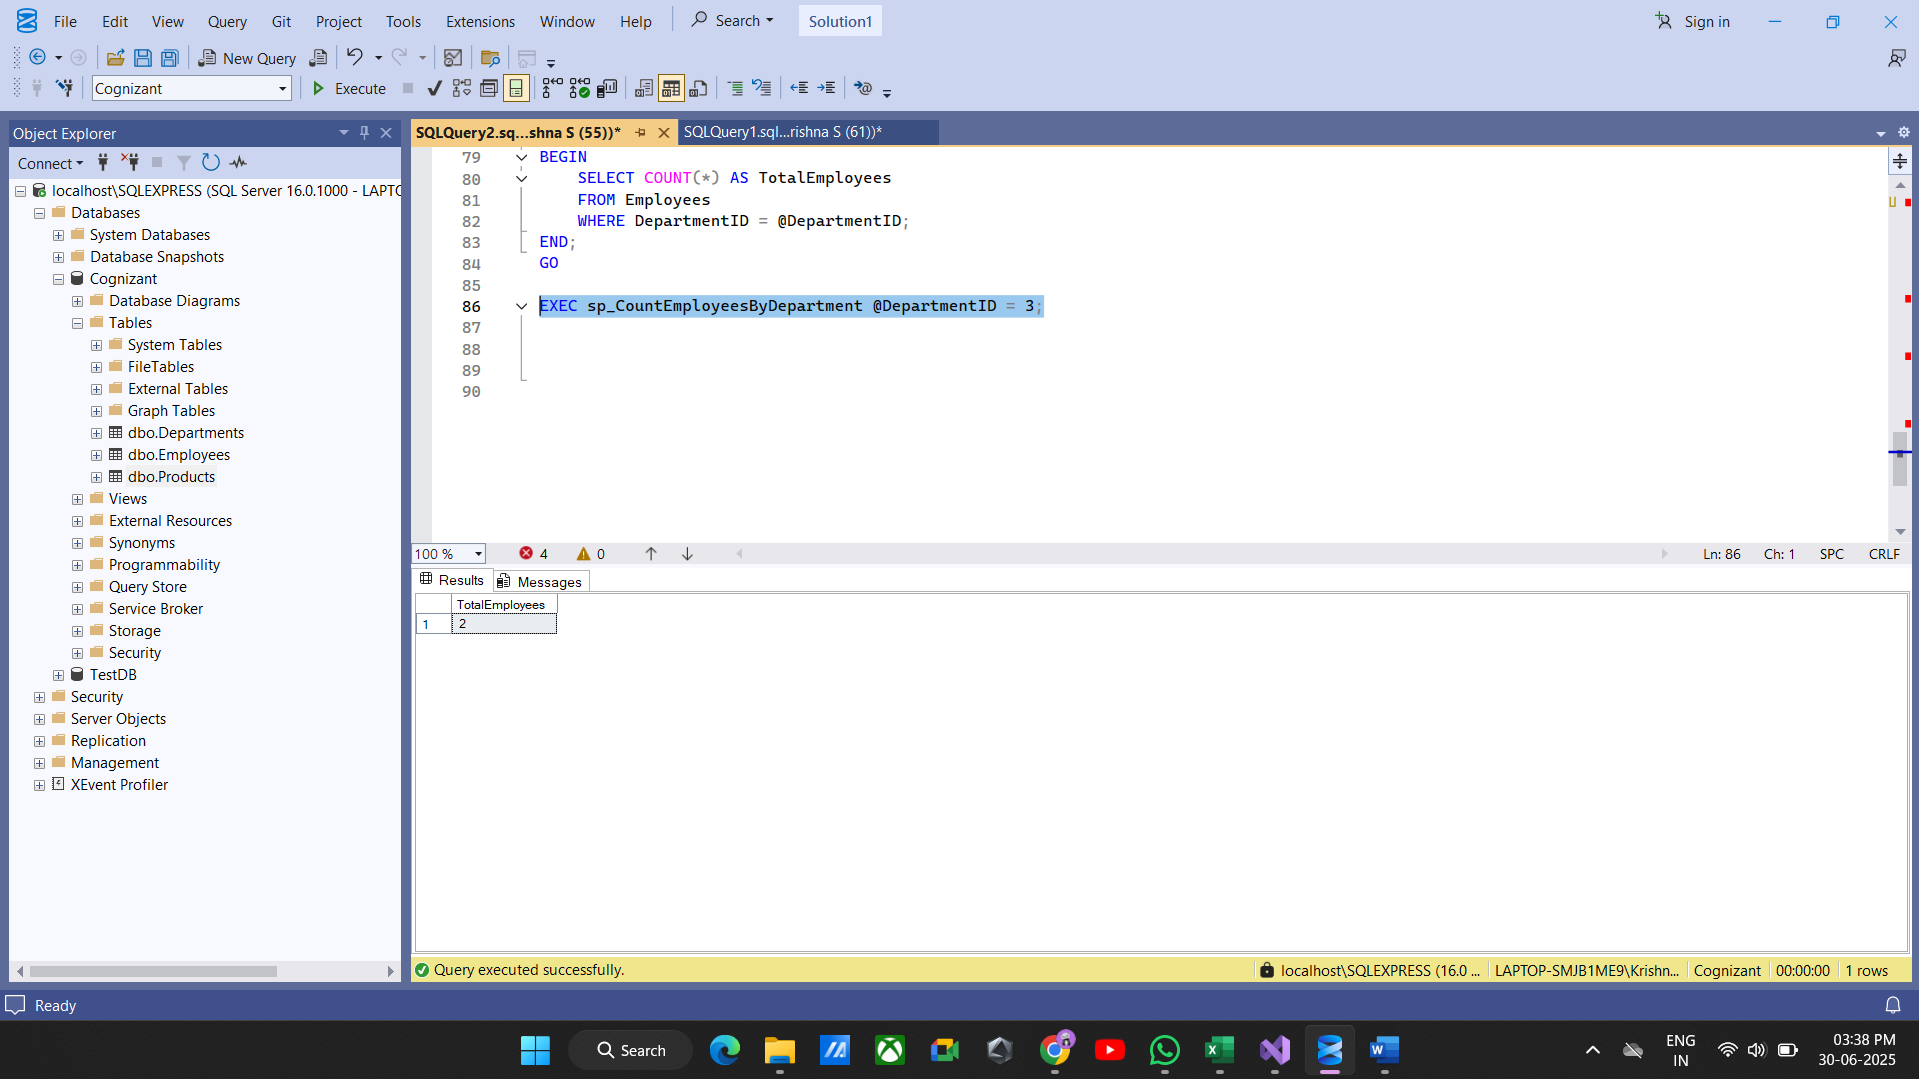 File Edit View Query Git Project Tools Extensions Window Help Search Solution1 Sign in
New Query
Cognizant Execute
Object Explorer
Connect
localhost\SQLEXPRESS (SQL Server 16.0.1000 - LAPTO
Databases
System Databases
Database Snapshots
Cognizant
Database Diagrams
Tables
System Tables
FileTables
External Tables
Graph Tables
dbo.Departments
dbo.Employees
dbo.Products
Views
External Resources
Synonyms
Programmability
Query Store
Service Broker
Storage
Security
TestDB
Security
Server Objects
Replication
Management
XEvent Profiler
SQLQuery2.sq...shna S (55))* SQLQuery1.sql...rishna S (61))*
79 BEGIN
80 SELECT COUNT(*) AS TotalEmployees
81 FROM Employees
82 WHERE DepartmentID = @DepartmentID;
83 END;
84 GO
85
86 EXEC sp_CountEmployeesByDepartment @DepartmentID = 3;
87
88
89
90
100 % 4 0 Ln: 86 Ch: 1 SPC CRLF
Results Messages
TotalEmployees
1 2
Query executed successfully. localhost\SQLEXPRESS (16.0 ... LAPTOP-SMJB1ME9\Krishn... Cognizant 00:00:00 1 rows
Ready
Search ENG 03:38 PM
IN 30-06-2025